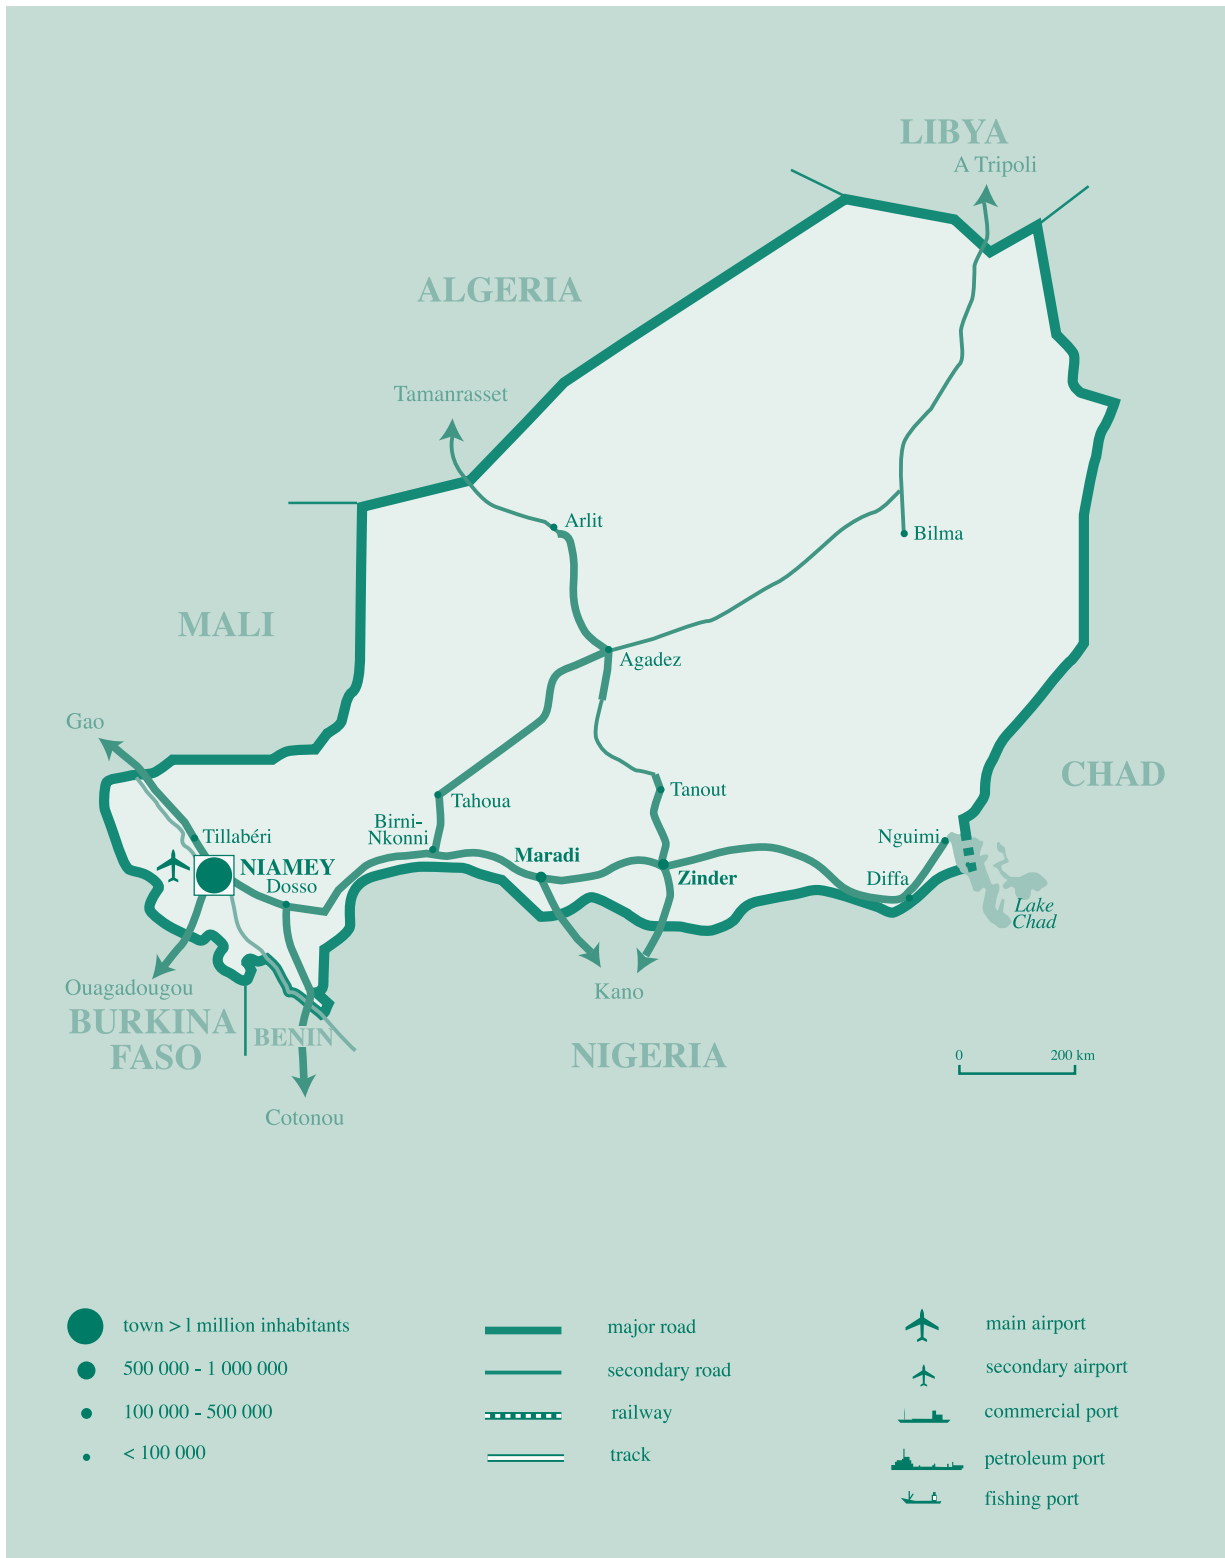 LIBYA
A Tripoli
ALGERIA
Tamanrasset
Arlit
Bilma
MALI
Agadez
Gao
CHAD
Tanout
Tahoua
Birni-
Nkonni
Tillabéri
Nguimi
Maradi
NIAMEY
Dosso
Zinder
Diffa
Lake
Chad
Ouagadougou
Kano
BURKINA
FASO
BENIN
NIGERIA
0 200 km
Cotonou
town > l million inhabitants
500 000 - 1 000 000
100 000 - 500 000
< 100 000
major road
secondary road
railway
track
main airport
secondary airport
commercial port
petroleum port
fishing port